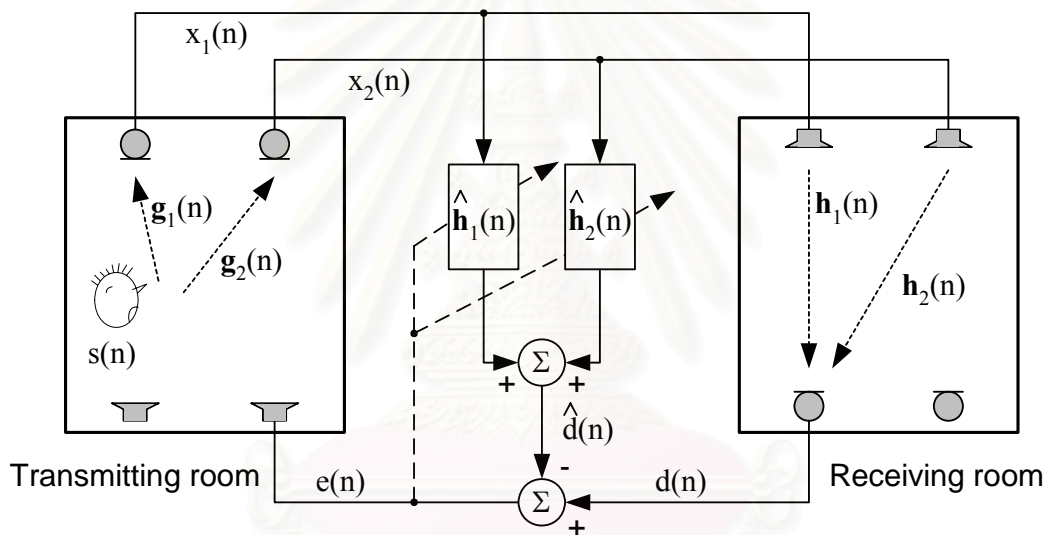 x₁(n)
x₂(n)
g₁(n)
g₂(n)
s(n)
ĥ₁(n)
ĥ₂(n)
h₁(n)
h₂(n)
Σ
+
+
d̂(n)
-
Transmitting room
e(n)
Σ
+
d(n)
Receiving room